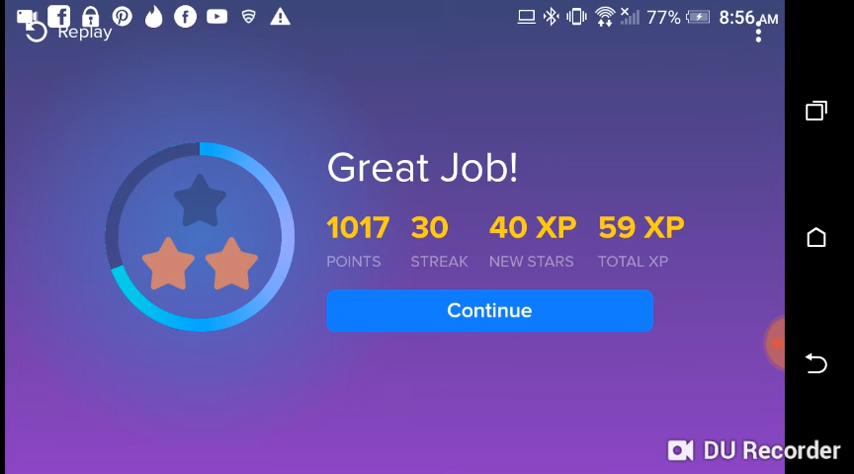 77% 8:56 AM
Replay
Great Job!
1017 30 40 XP 59 XP
POINTS STREAK NEW STARS TOTAL XP
Continue
DU Recorder